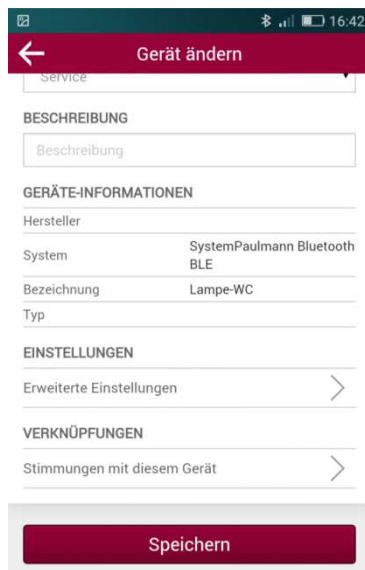 16:42
Gerät ändern
Service
BESCHREIBUNG
Beschreibung
GERÄTE-INFORMATIONEN
Hersteller
System SystemPaulmann Bluetooth
BLE
Bezeichnung Lampe-WC
Typ
EINSTELLUNGEN
Erweiterte Einstellungen
VERKNÜPFUNGEN
Stimmungen mit diesem Gerät
Speichern